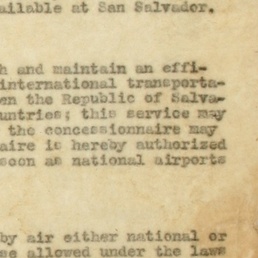 ailable at San Salvador.
h and maintain an effi-
international transporta-
en the Republic of Salva-
untries; this service may
the concessionnaire may
aire is hereby authorized
soon as national airports
by air either national or
se allowed under the laws